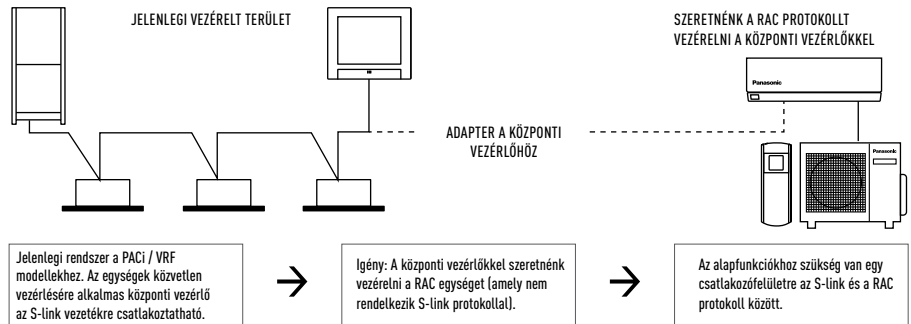 JELENLEGI VEZÉRELT TERÜLET
SZERETNÉNK A RAC PROTOKOLLT
VEZÉRELNI A KÖZPONTI VEZÉRLŐKKEL
Panasonic
ADAPTER A KÖZPONTI
VEZÉRLŐHÖZ
Panasonic
Jelenlegi rendszer a PACi / VRF
modellekhez. Az egységek közvetlen
vezérlésére alkalmas központi vezérlő
az S-link vezetékre csatlakoztatható.
→
Igény: A központi vezérlőkkel szeretnénk
vezérelni a RAC egységet (amely nem
rendelkezik S-link protokollal).
→
Az alapfunkciókhoz szükség van egy
csatlakozófelületre az S-link és a RAC
protokoll között.